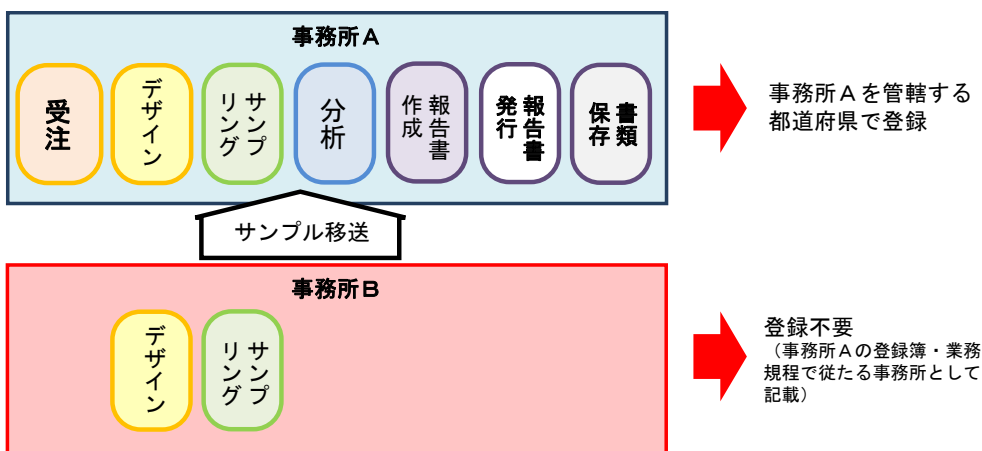 事務所Ａ
受注
デザイン
サンプ
リング
分析
報告書
作成
報告書
発行
書類
保存
事務所Ａを管轄する
都道府県で登録
サンプル移送
事務所Ｂ
デザイン
サンプ
リング
登録不要
（事務所Ａの登録簿・業務
規程で従たる事務所として
記載）